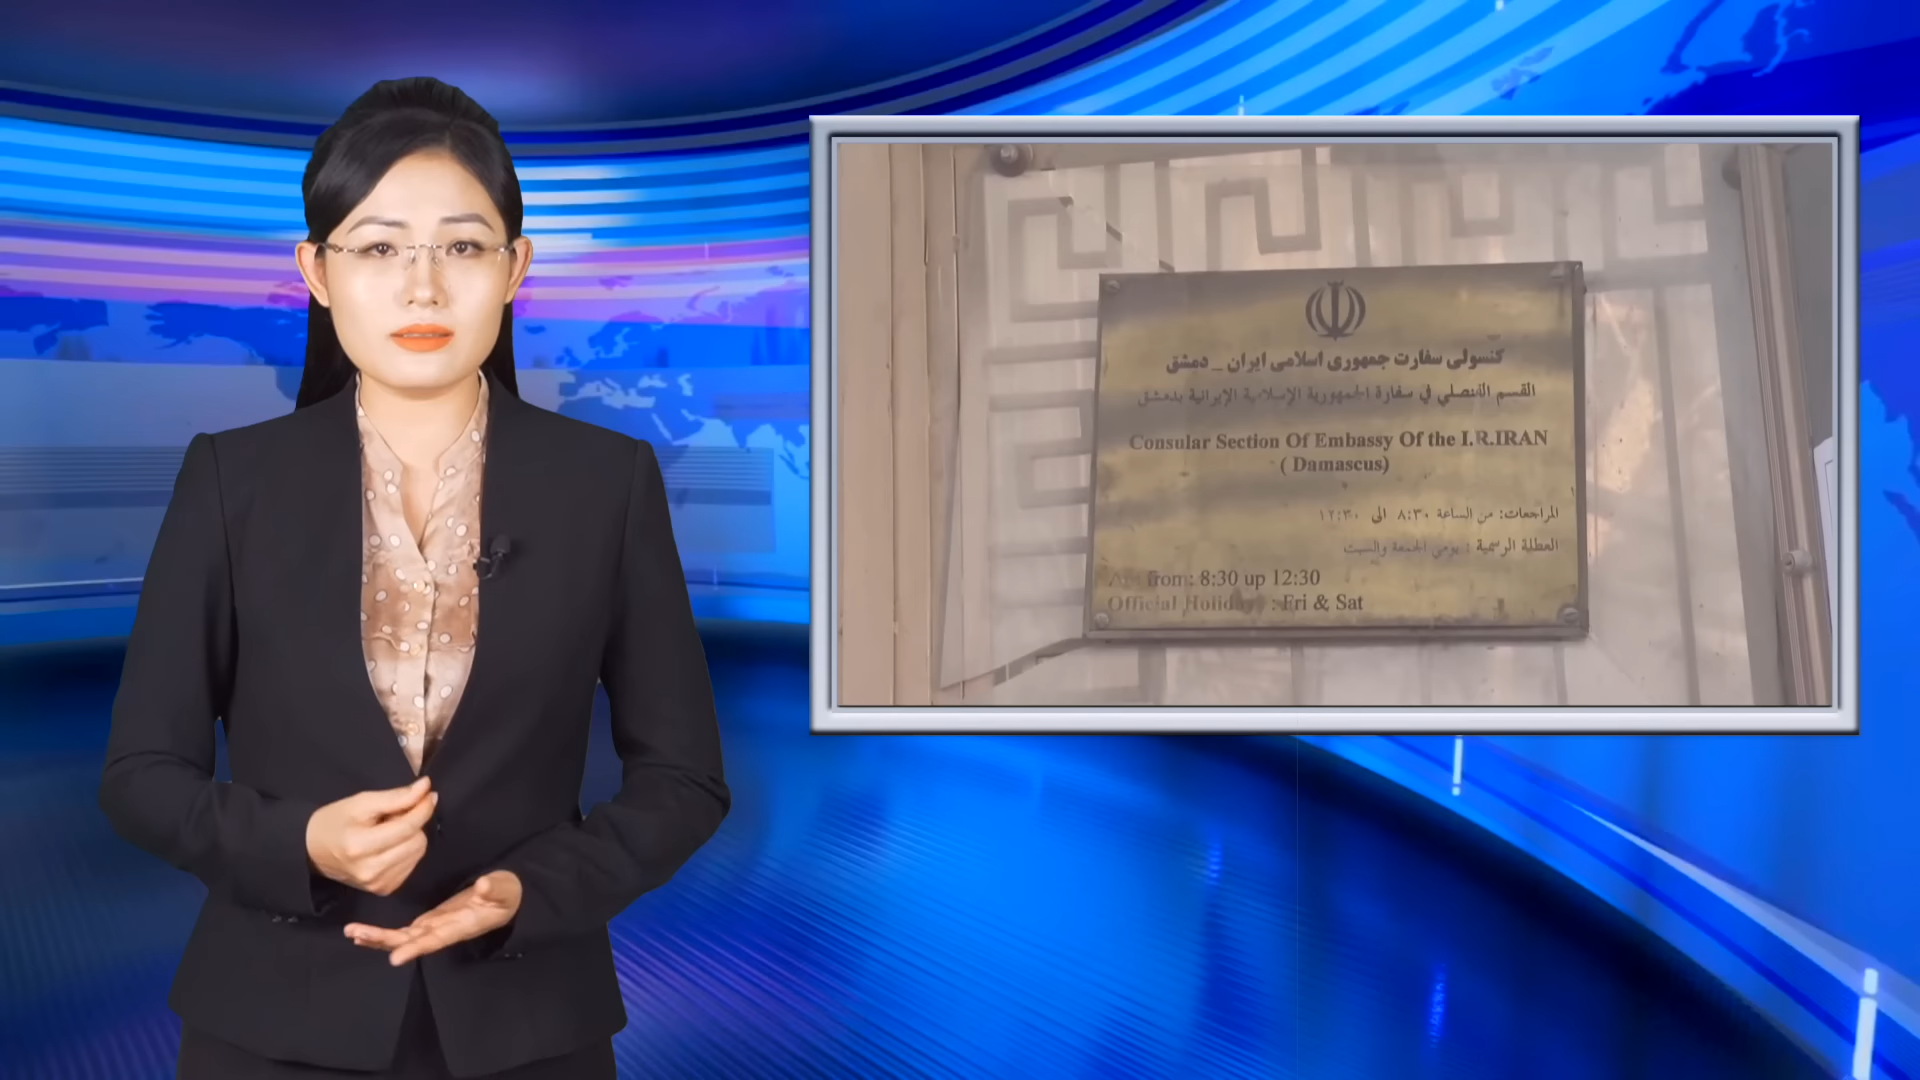 کنسولی سفارت جمهوری اسلامی ایران _ دمشق
القسم القنصلي في سفارة الجمهورية الإسلامية الإيرانية بدمشق
Consular Section Of Embassy Of the I.R.IRAN
( Damascus)
المراجعات: من الساعة ٨:٣٠ الى ١٢:٣٠
العطلة الرسمية : يومي الجمعة والسبت
from: 8:30 up 12:30
Official : Fri & Sat